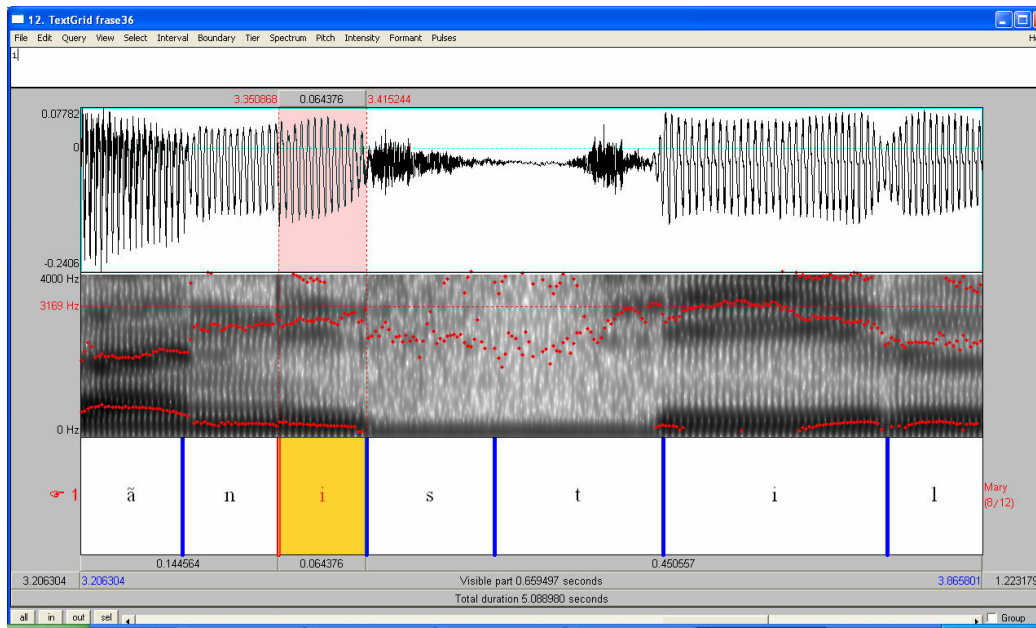 12. TextGrid frase36
File Edit Query View Select Interval Boundary Tier Spectrum Pitch Intensity Formant Pulses
i
3.350868 0.064376 3.415244
0.07782
0
-0.2406
4000 Hz
3169 Hz
0 Hz
☞ 1 ã n i s t i l Mary
(8/12)
0.144564 0.064376 0.450557
3.206304 3.206304 Visible part 0.659497 seconds 3.865801 1.223179
Total duration 5.088980 seconds
all in out sel Group